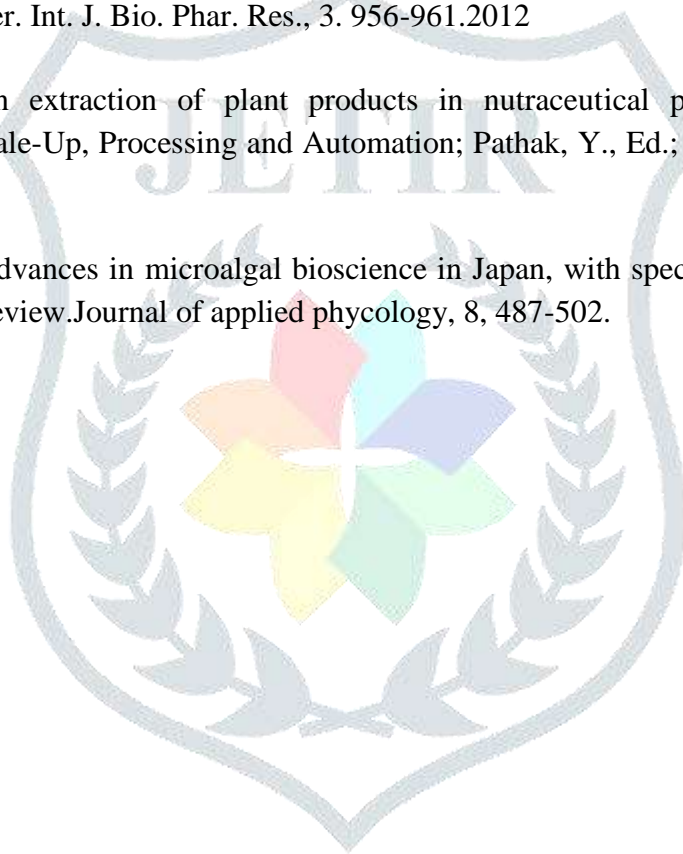 er. Int. J. Bio. Phar. Res., 3. 956-961.2012
extraction of plant products in nutraceutical
ale-Up, Processing and Automation; Pathak, Y., Ed.;
JETIR
dvances in microalgal bioscience in Japan, with spec
eview.Journal of applied phycology, 8, 487-502.